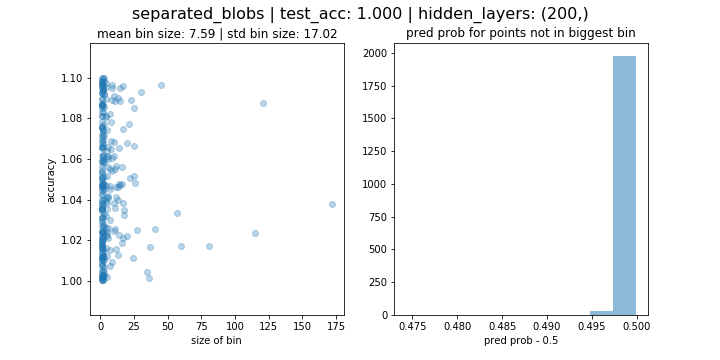 separated_blobs | test_acc: 1.000 | hidden_layers: (200,)
mean bin size: 7.59 | std bin size: 17.02
pred prob for points not in biggest bin
1.10
1.08
1.06
1.04
1.02
1.00
accuracy
0 25 50 75 100 125 150 175
size of bin
2000
1750
1500
1250
1000
750
500
250
0
0.475 0.480 0.485 0.490 0.495 0.500
pred prob - 0.5